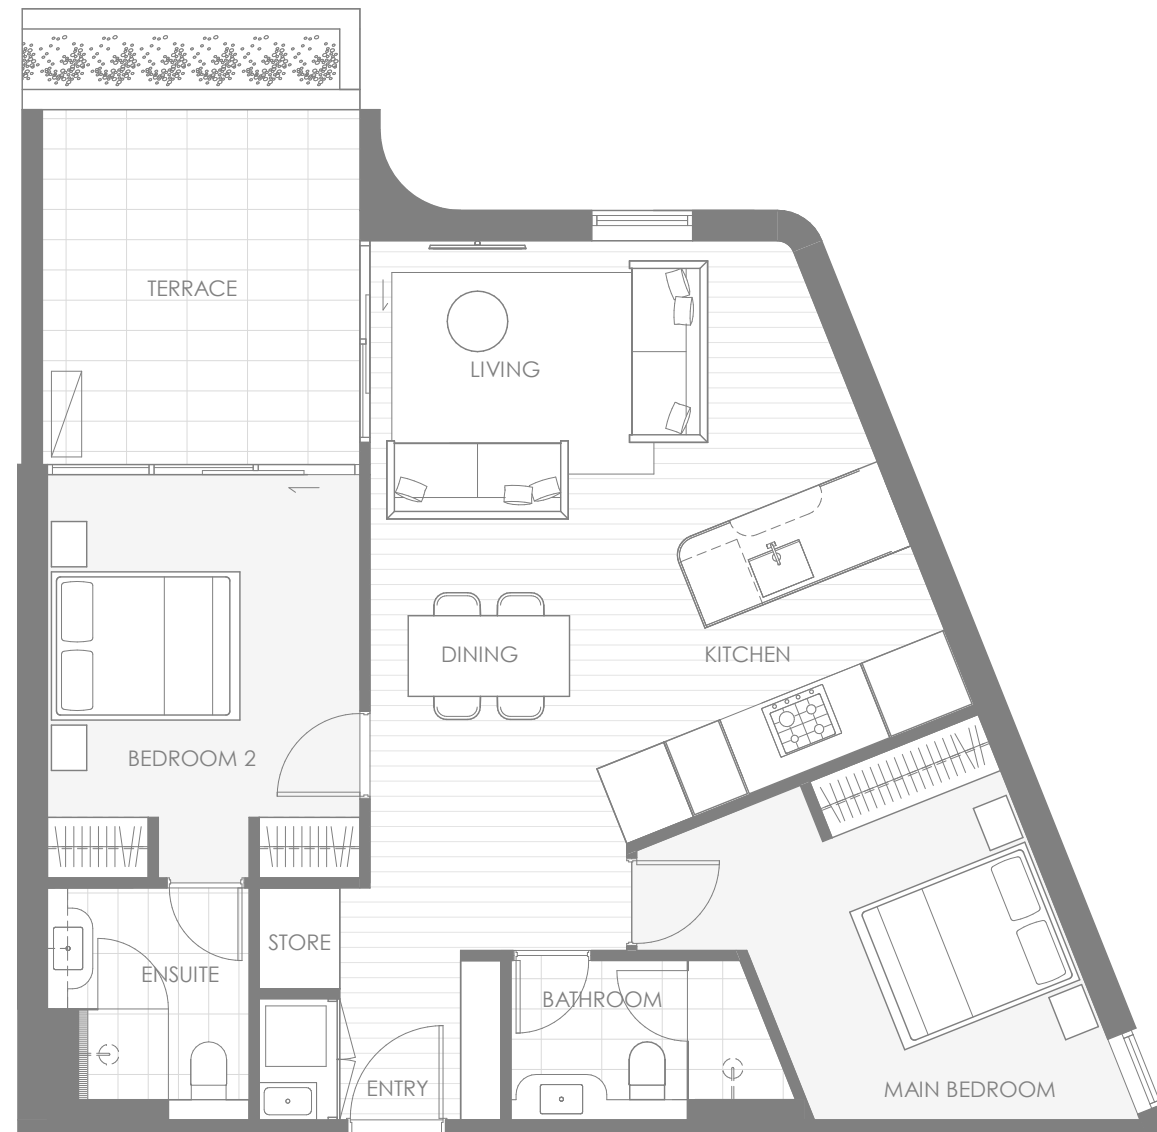 TERRACE
LIVING
DINING
KITCHEN
BEDROOM 2
STORE
ENSUITE
BATHROOM
ENTRY
MAIN BEDROOM